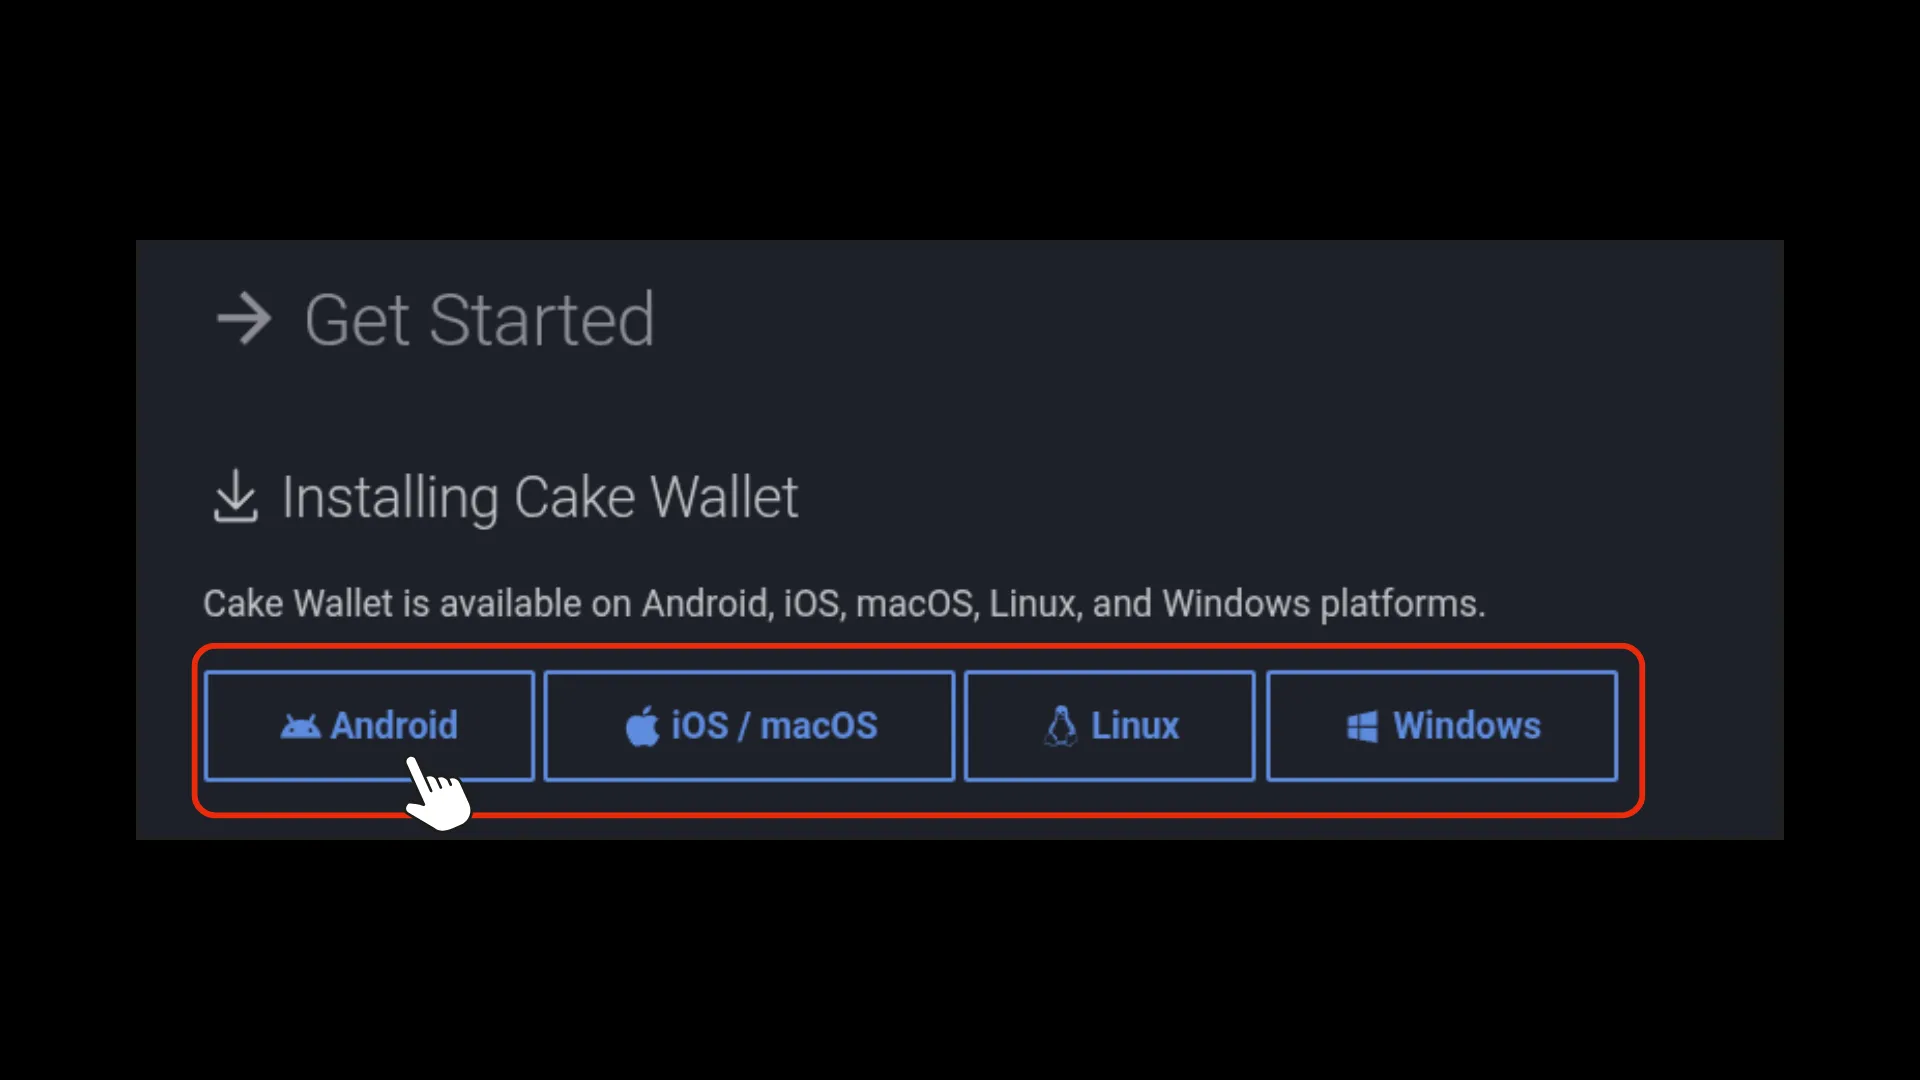 Get Started
Installing Cake Wallet
Cake Wallet is available on Android, iOS, macOS, Linux, and Windows platforms.
Android iOS / macOS Linux Windows